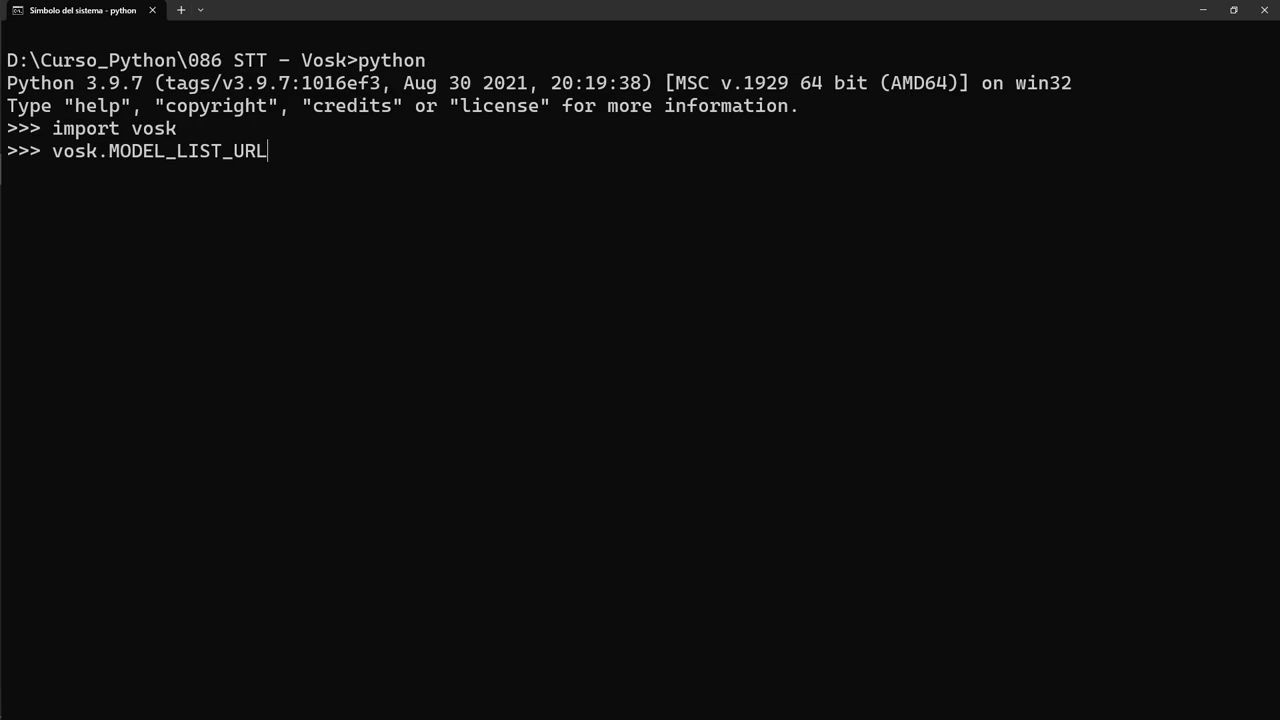 Símbolo del sistema - python
D:\Curso_Python\086 STT - Vosk>python
Python 3.9.7 (tags/v3.9.7:1016ef3, Aug 30 2021, 20:19:38) [MSC v.1929 64 bit (AMD64)] on win32
Type "help", "copyright", "credits" or "license" for more information.
>>> import vosk
>>> vosk.MODEL_LIST_URL